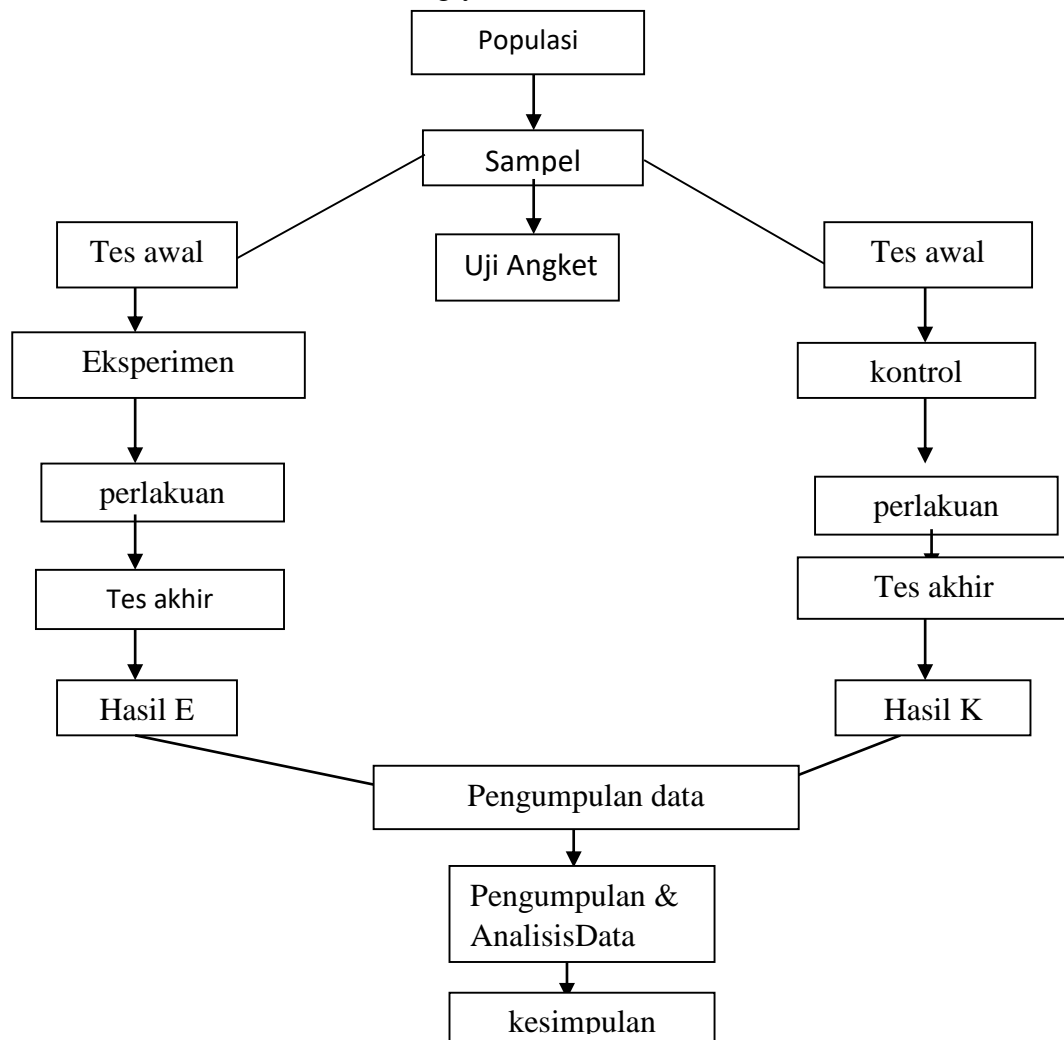 Populasi
Sampel
Tes awal
Uji Angket
Tes awal
Eksperimen
kontrol
perlakuan
perlakuan
Tes akhir
Tes akhir
Hasil E
Hasil K
Pengumpulan data
Pengumpulan &
AnalisisData
kesimpulan